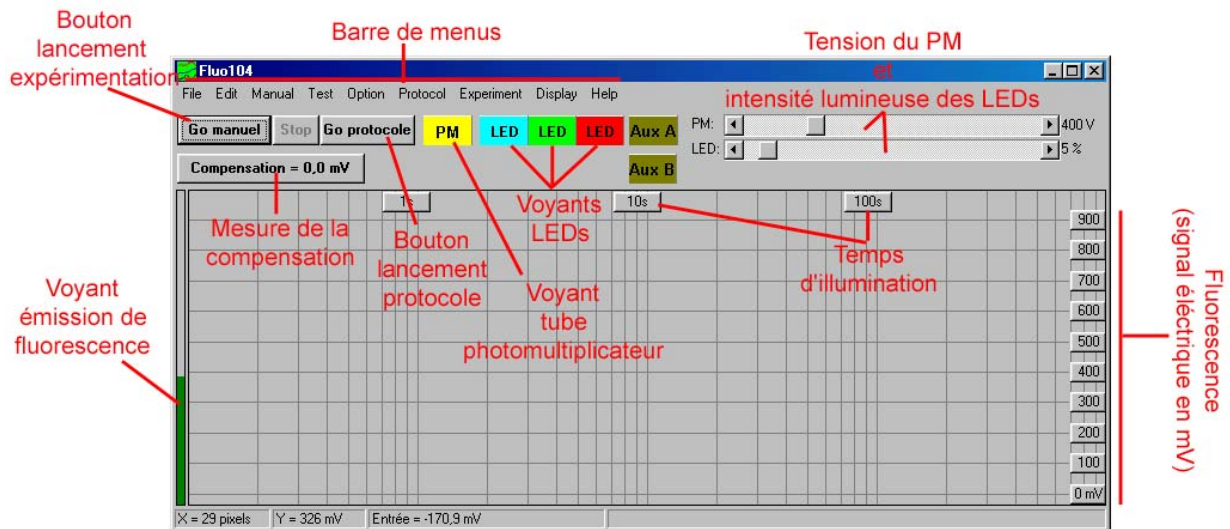 Bouton
lancement
expérimentation
Barre de menus
Tension du PM
et
intensité lumineuse des LEDs
Fluo104
File Edit Manual Test Option Protocol Experiment Display Help
Go manuel Stop Go protocole PM LED LED LED Aux A
PM: 400 V
LED: 5 %
Compensation = 0,0 mV
Aux B
1s 10s 100s
Mesure de la
compensation
Bouton
lancement
protocole
Voyants
LEDs
Voyant
tube
photomultiplicateur
Temps
d'illumination
Voyant
émission de
fluorescence
900
800
700
600
500
400
300
200
100
0 mV
Fluorescence
(signal éléctrique en mV)
X = 29 pixels Y = 326 mV Entrée = -170,9 mV